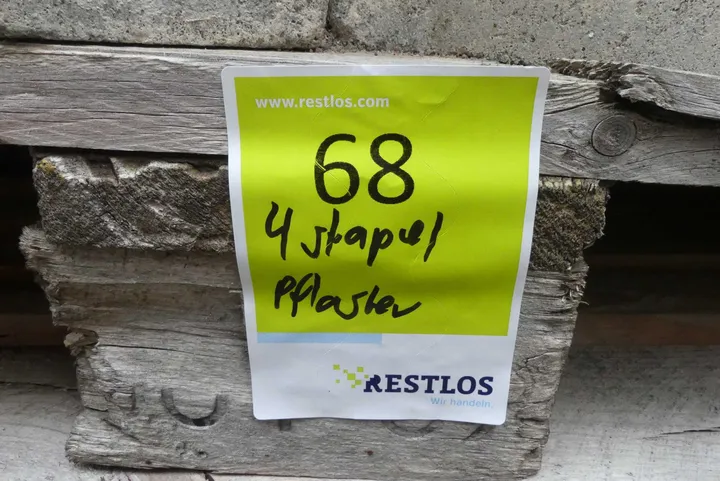 www.restlos.com
68
4 stapel
Pflaster
RESTLOS
Wir handeln.